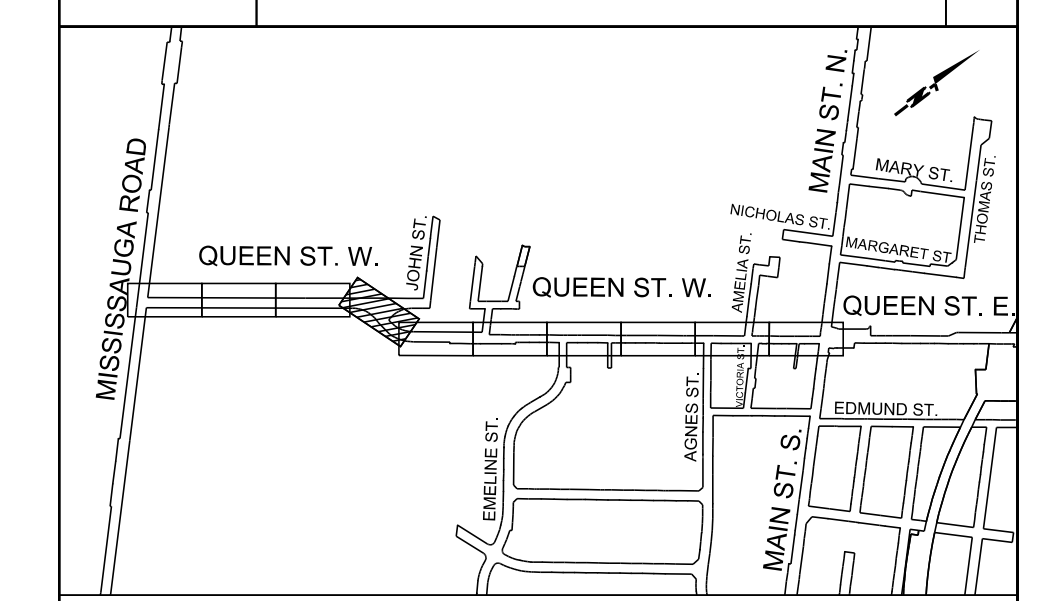 MAIN ST. N.
N
MARY ST.
THOMAS ST.
MISSISSAUGA ROAD
NICHOLAS ST.
JOHN ST.
AMELIA ST.
MARGARET ST
QUEEN ST. W.
QUEEN ST. W.
QUEEN ST. E.
VICTORIA ST.
AGNES ST.
EDMUND ST.
EMELINE ST.
MAIN ST. S.